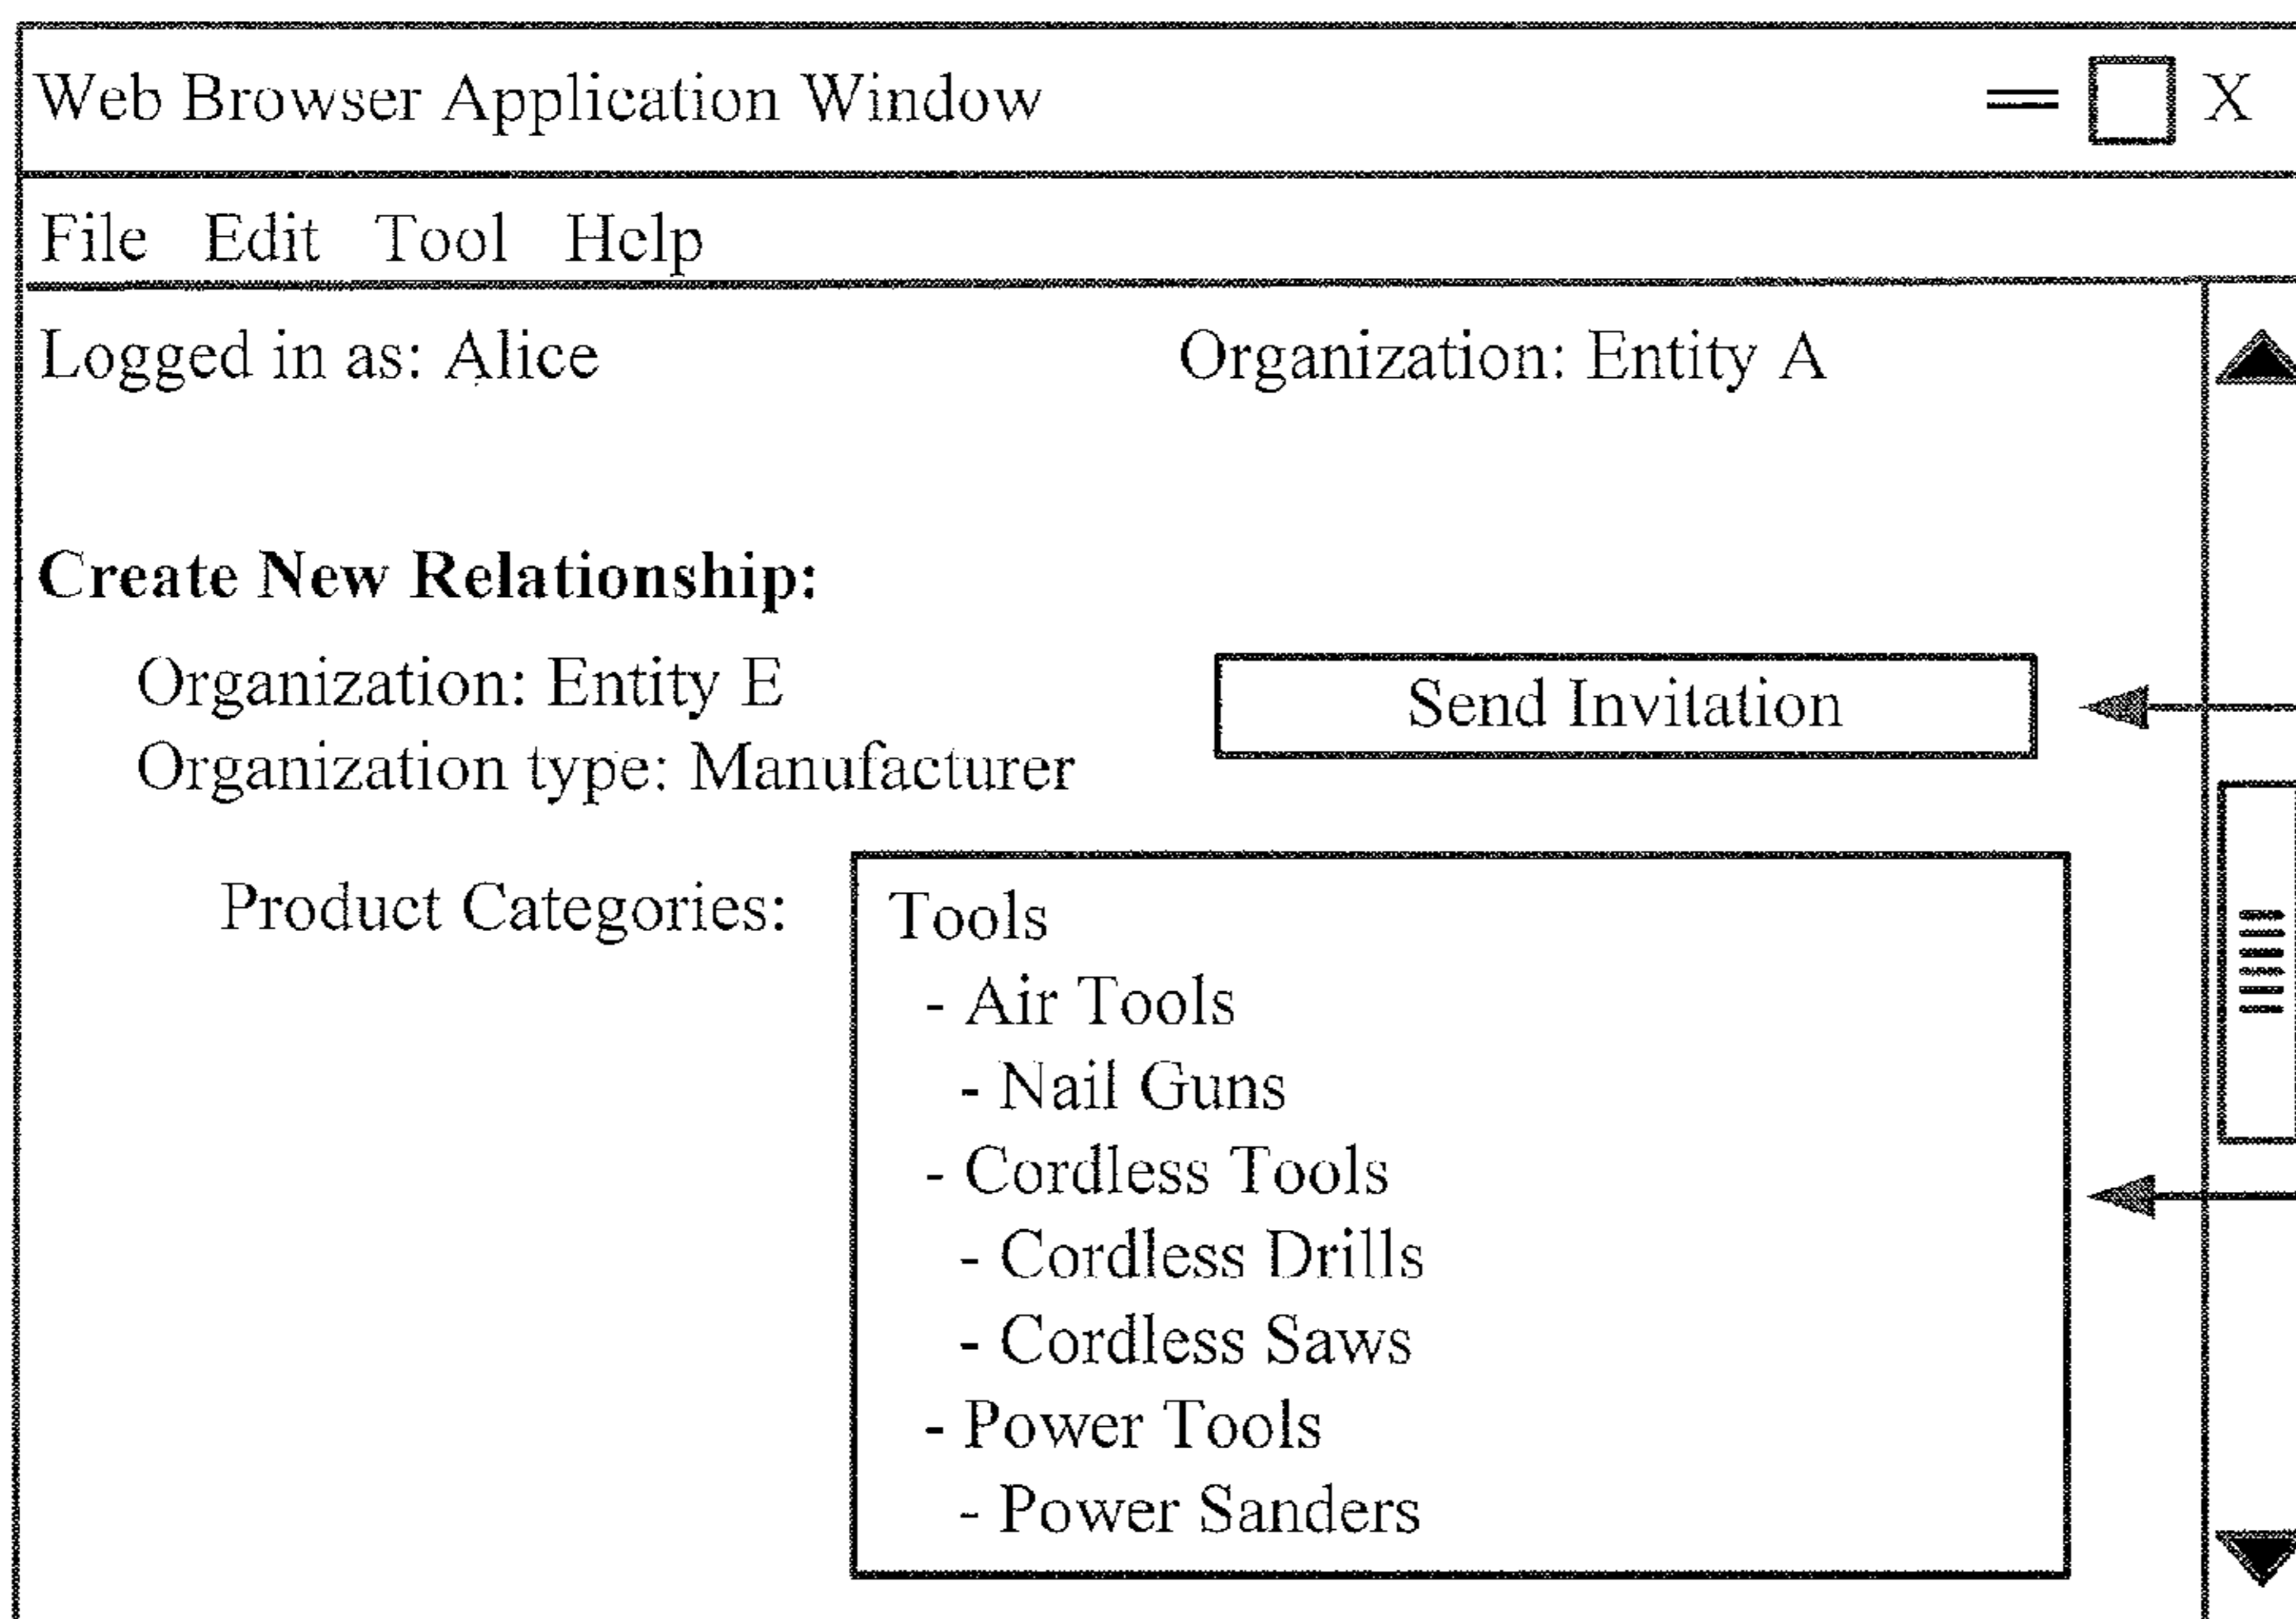 Web Browser Application Window X
File Edit Tool Help
Logged in as: Alice Organization: Entity A
Create New Relationship:
Organization: Entity E
Send Invitation
Organization type: Manufacturer
Product Categories:
Tools
- Air Tools
- Nail Guns
- Cordless Tools
- Cordless Drills
- Cordless Saws
- Power Tools
- Power Sanders